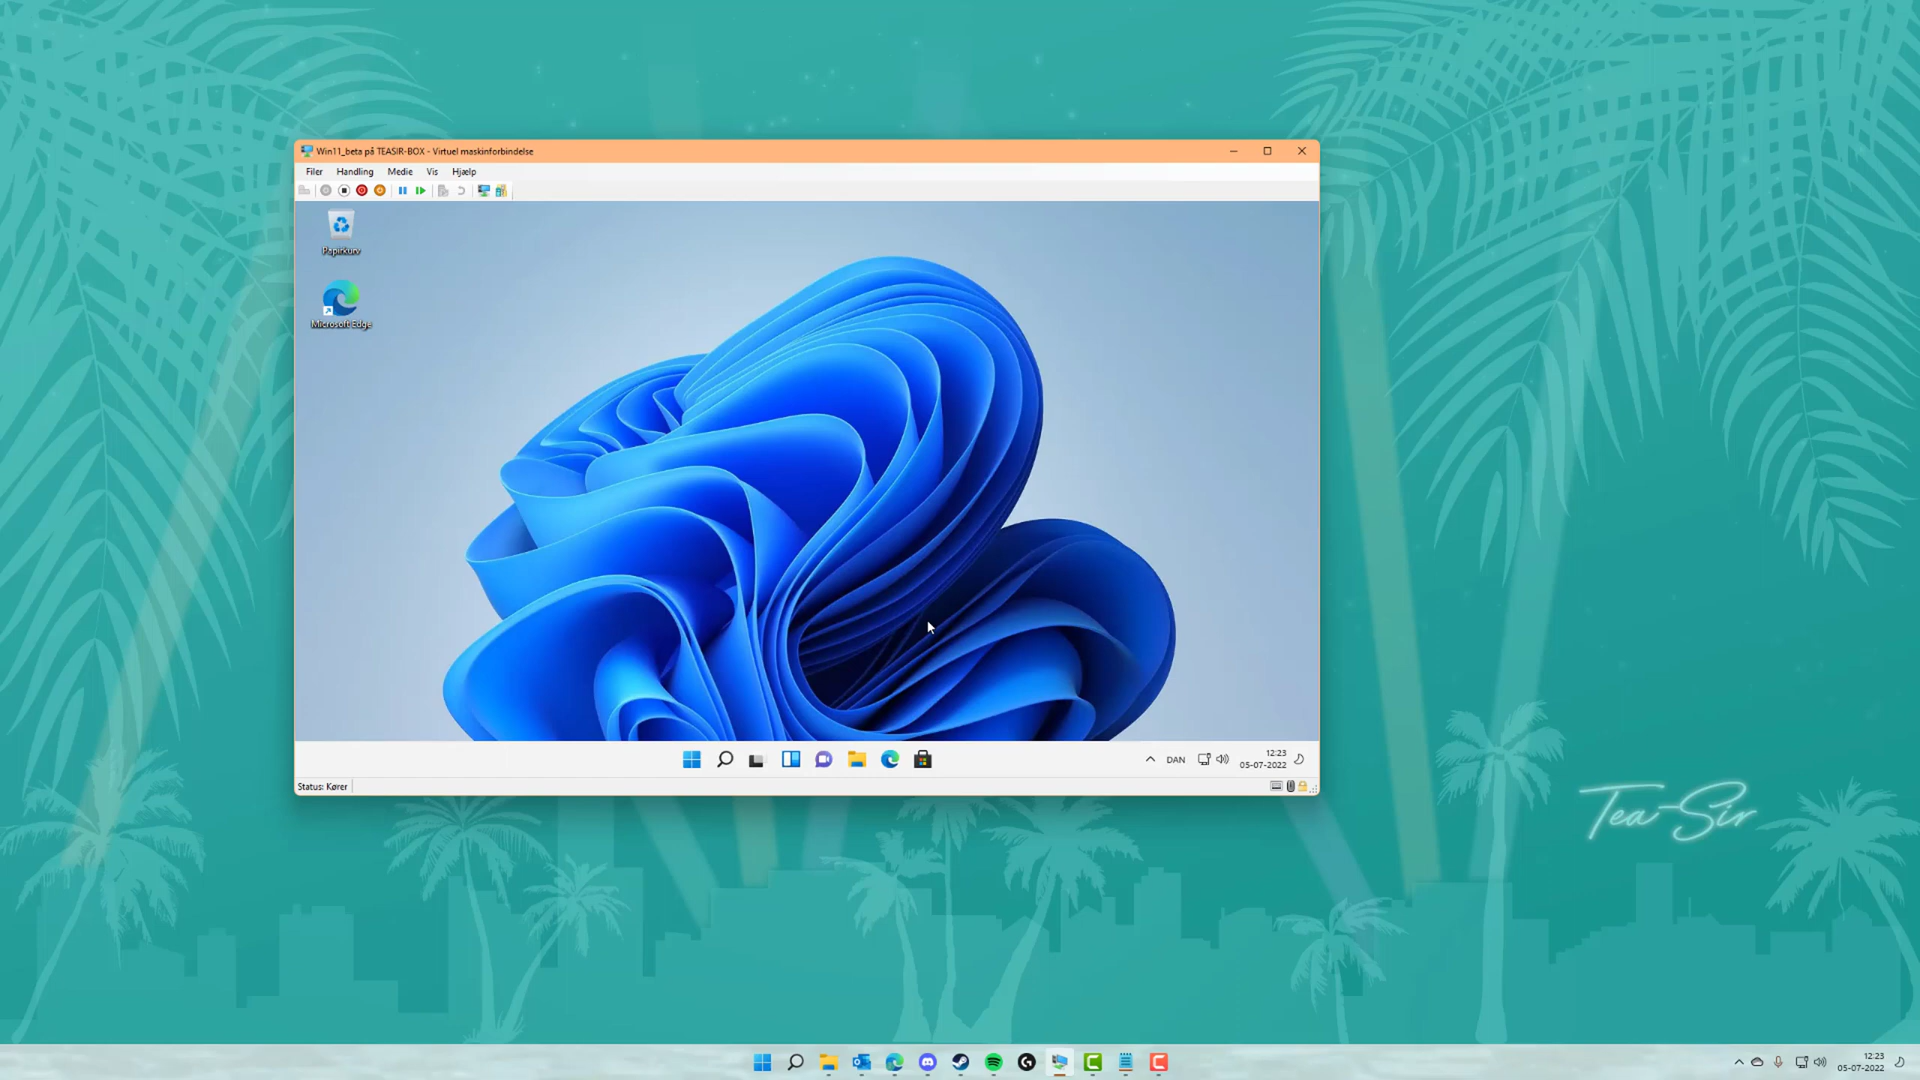 Win11_beta på TEASIR-BOX - Virtuel maskinforbindelse
Filer Handling Medie Vis Hjælp
Papirkurv
Microsoft Edge
DAN
12:23
05-07-2022
Status: Kører
Tea-Sir
12:23
05-07-2022